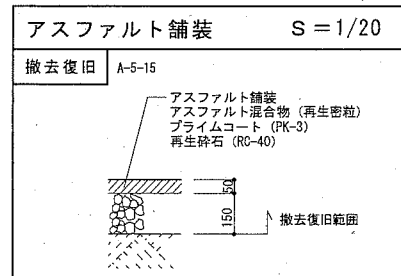 アスファルト舗装 S=1/20
撤去復旧 A-5-15
アスファルト舗装
アスファルト混合物（再生密粒）
プライムコート（PK-3）
再生砕石（RC-40）
50
150
撤去復旧範囲